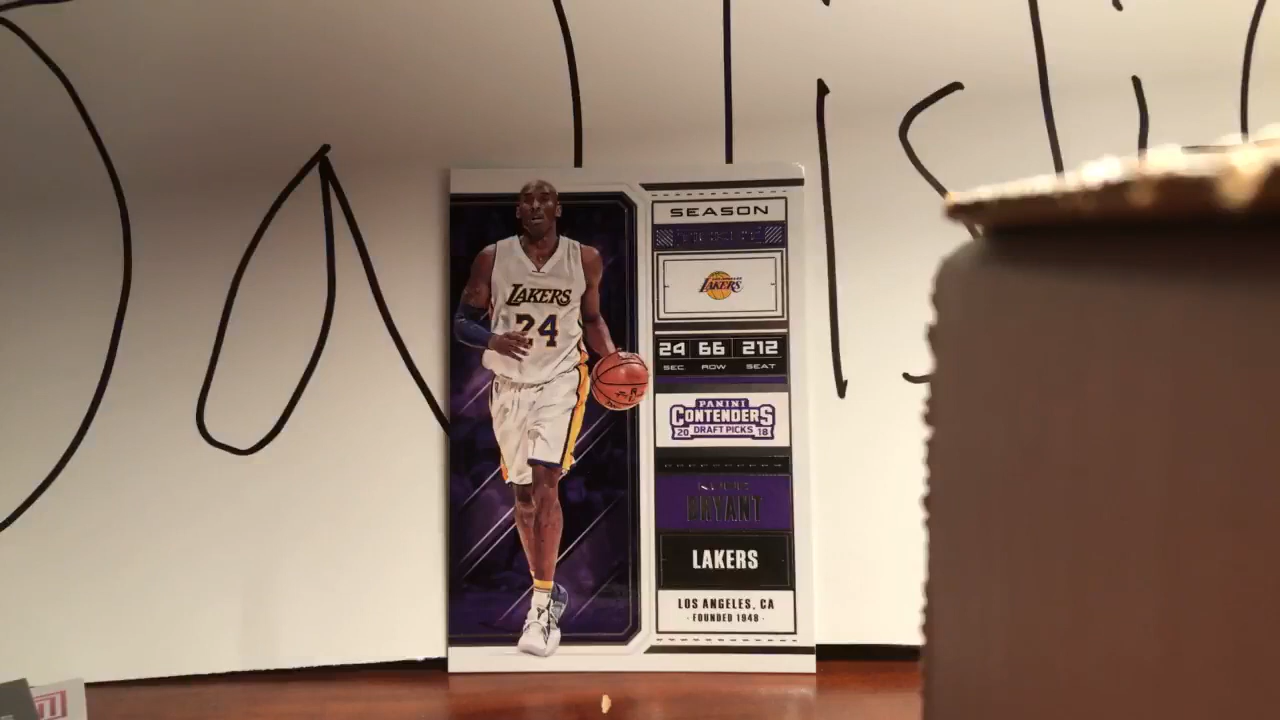 SEASON
LAKERS
LAKERS
24
24 66 212
SEC ROW SEAT
PANINI
CONTENDERS
20 DRAFT PICKS 18
BRYANT
LAKERS
LOS ANGELES, CA
· FOUNDED 1948 ·